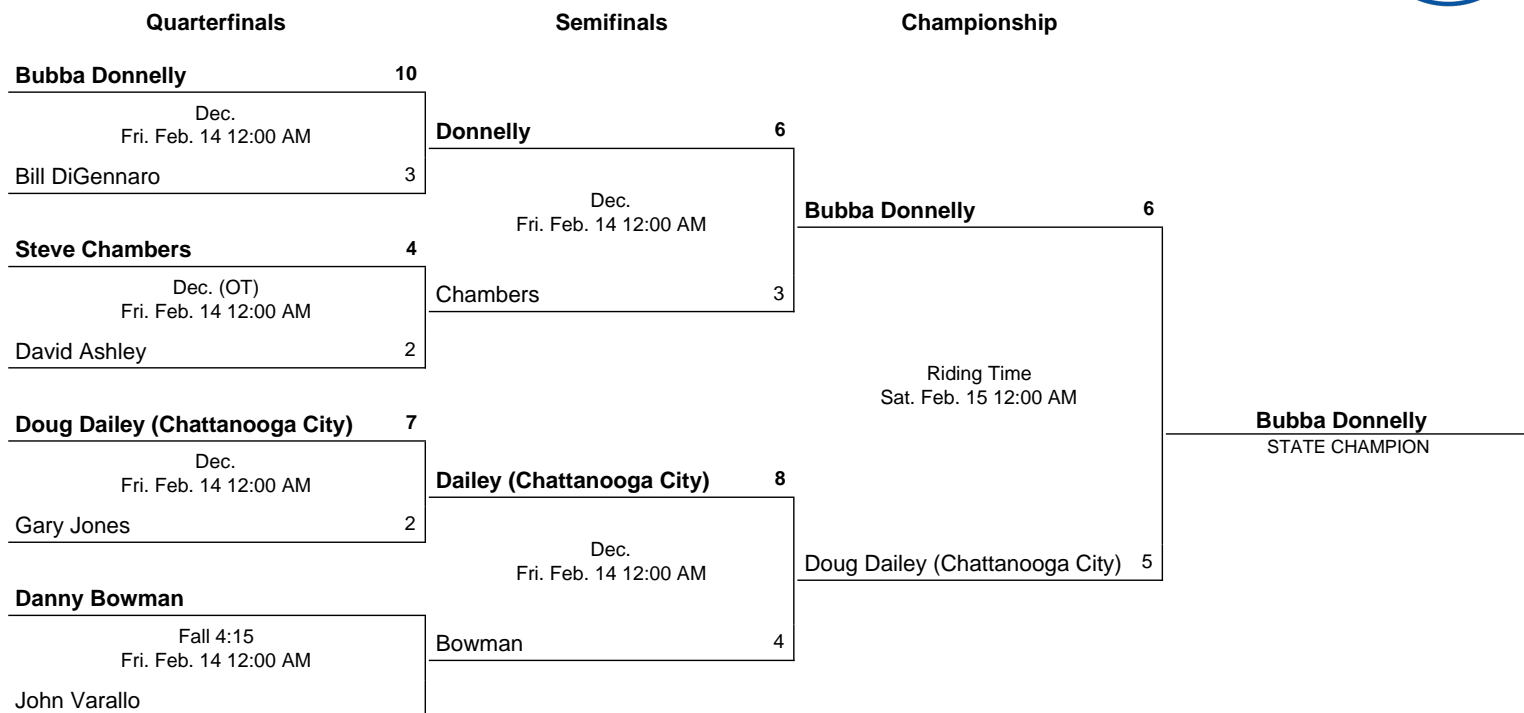 Quarterfinals
Semifinals
Championship
Bubba Donnelly 10
Dec.
Fri. Feb. 14 12:00 AM
Bill DiGennaro 3
Steve Chambers 4
Dec. (OT)
Fri. Feb. 14 12:00 AM
David Ashley 2
Doug Dailey (Chattanooga City) 7
Dec.
Fri. Feb. 14 12:00 AM
Gary Jones 2
Danny Bowman
Fall 4:15
Fri. Feb. 14 12:00 AM
John Varallo
Donnelly 6
Dec.
Fri. Feb. 14 12:00 AM
Chambers 3
Dailey (Chattanooga City) 8
Dec.
Fri. Feb. 14 12:00 AM
Bowman 4
Bubba Donnelly 6
Riding Time
Sat. Feb. 15 12:00 AM
Doug Dailey (Chattanooga City) 5
Bubba Donnelly
STATE CHAMPION